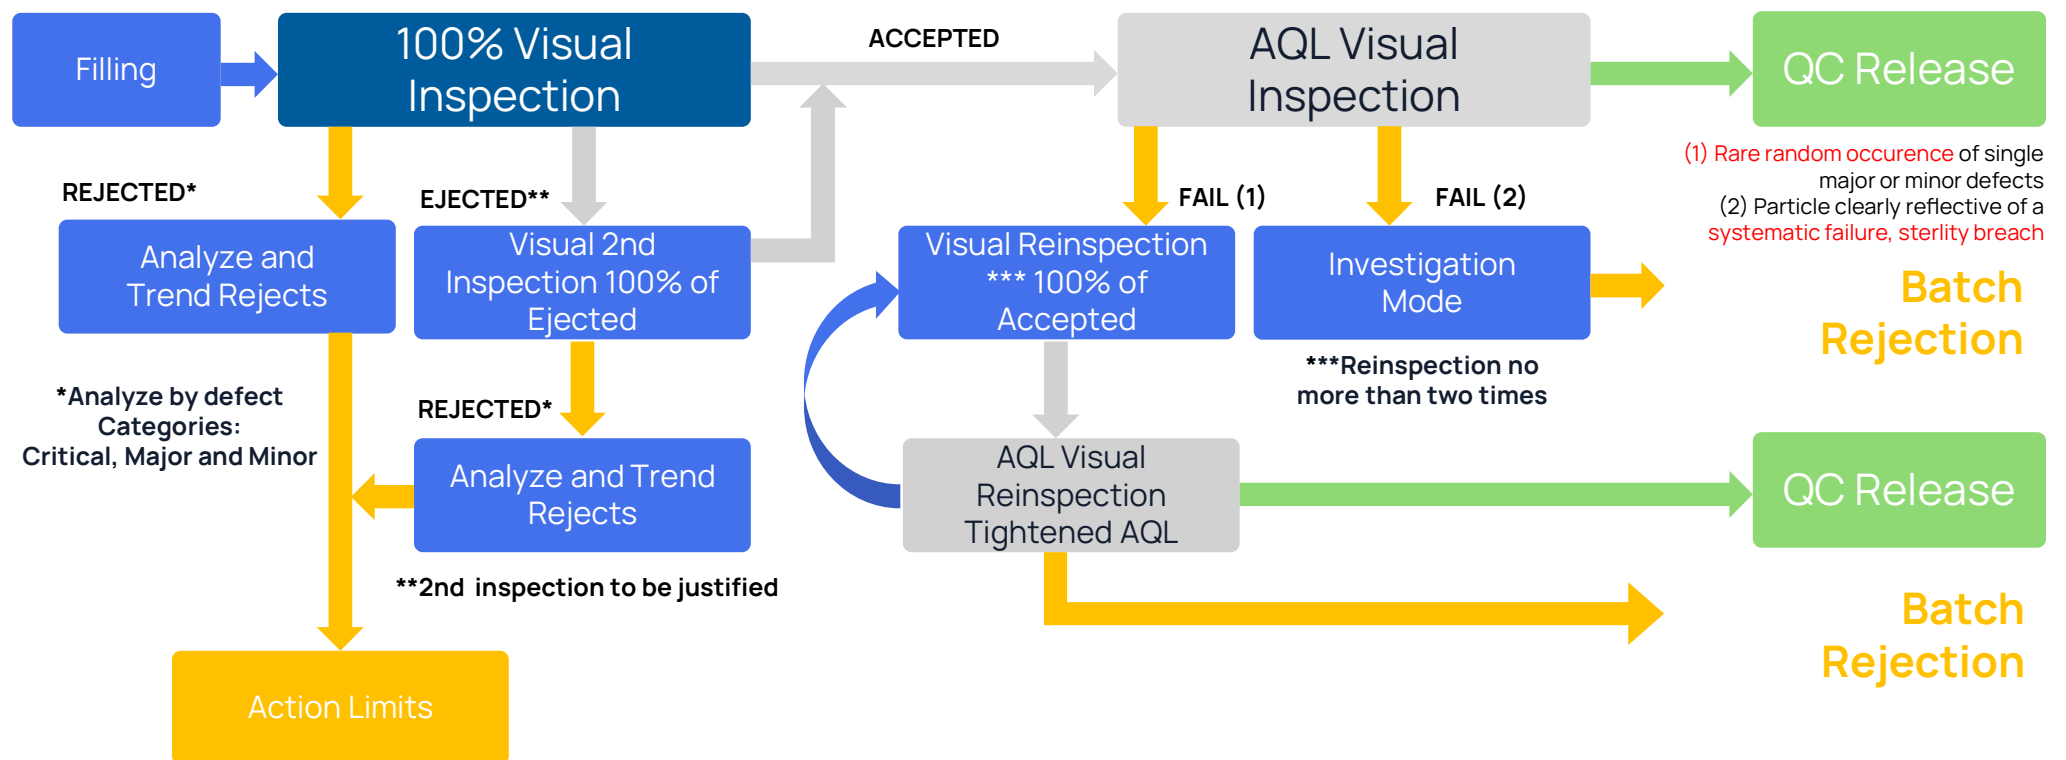 Filling
100% Visual
Inspection
ACCEPTED
AQL Visual
Inspection
QC Release
(1) Rare random occurence of single
major or minor defects
(2) Particle clearly reflective of a
systematic failure, sterlity breach
REJECTED*
EJECTED**
FAIL (1)
FAIL (2)
Analyze and
Trend Rejects
Visual 2nd
Inspection 100% of
Ejected
Visual Reinspection
*** 100% of
Accepted
Investigation
Mode
Batch
Rejection
***Reinspection no
more than two times
*Analyze by defect
Categories:
Critical, Major and Minor
REJECTED*
Analyze and Trend
Rejects
AQL Visual
Reinspection
Tightened AQL
QC Release
**2nd inspection to be justified
Batch
Rejection
Action Limits